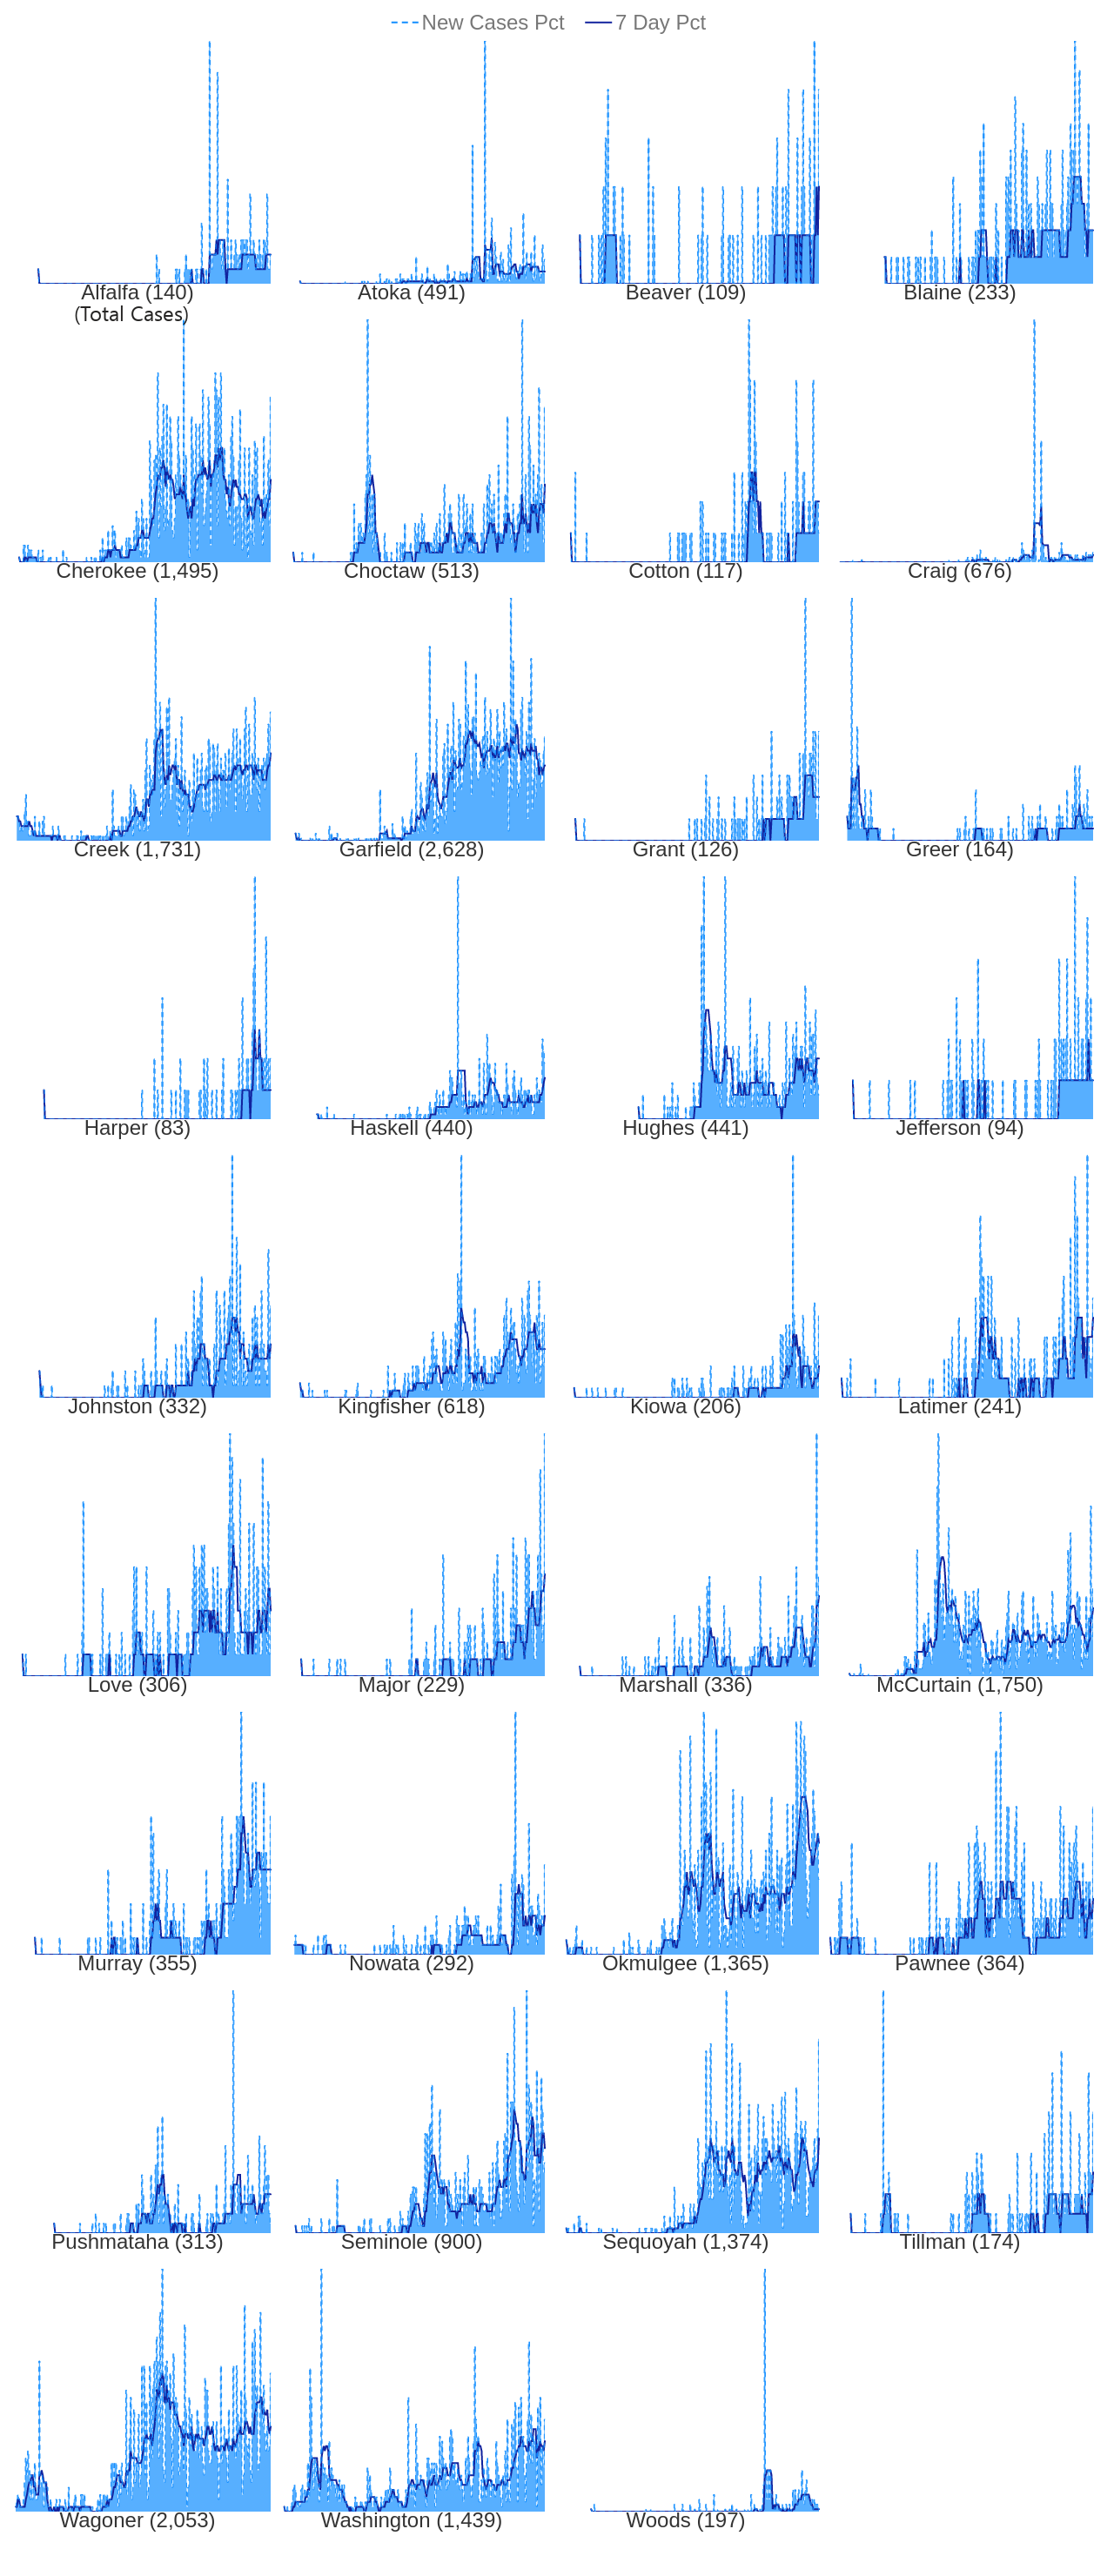 New Cases Pct 7 Day Pct
Alfalfa (140) Atoka (491) Beaver (109) Blaine (233)
(Total Cases)
Cherokee (1,495) Choctaw (513) Cotton (117) Craig (676)
Creek (1,731) Garfield (2,628) Grant (126) Greer (164)
Harper (83) Haskell (440) Hughes (441) Jefferson (94)
Johnston (332) Kingfisher (618) Kiowa (206) Latimer (241)
Love (306) Major (229) Marshall (336) McCurtain (1,750)
Murray (355) Nowata (292) Okmulgee (1,365) Pawnee (364)
Pushmataha (313) Seminole (900) Sequoyah (1,374) Tillman (174)
Wagoner (2,053) Washington (1,439) Woods (197)